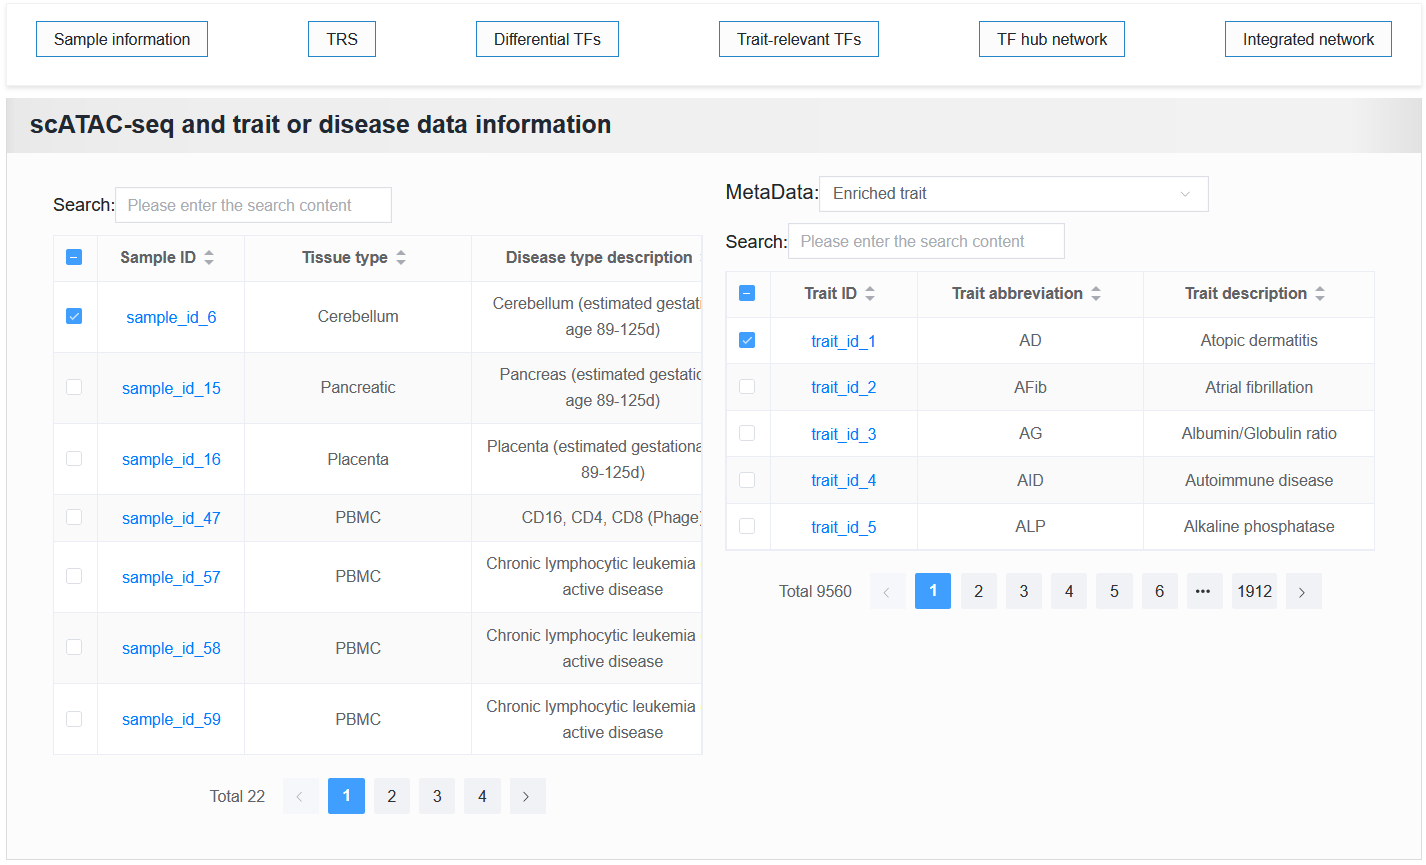 Sample information TRS Differential TFs Trait-relevant TFs TF hub network Integrated network
scATAC-seq and trait or disease data information
Search: Please enter the search content
Sample ID Tissue type Disease type description
sample_id_6 Cerebellum Cerebellum (estimated gestati
age 89-125d)
sample_id_15 Pancreatic Pancreas (estimated gestatic
age 89-125d)
sample_id_16 Placenta Placenta (estimated gestationa
89-125d)
sample_id_47 PBMC CD16, CD4, CD8 (Phage)
sample_id_57 PBMC Chronic lymphocytic leukemia
active disease
sample_id_58 PBMC Chronic lymphocytic leukemia
active disease
sample_id_59 PBMC Chronic lymphocytic leukemia
active disease
Total 22 1 2 3 4
MetaData: Enriched trait
Search: Please enter the search content
Trait ID Trait abbreviation Trait description
trait_id_1 AD Atopic dermatitis
trait_id_2 AFib Atrial fibrillation
trait_id_3 AG Albumin/Globulin ratio
trait_id_4 AID Autoimmune disease
trait_id_5 ALP Alkaline phosphatase
Total 9560 1 2 3 4 5 6 ••• 1912